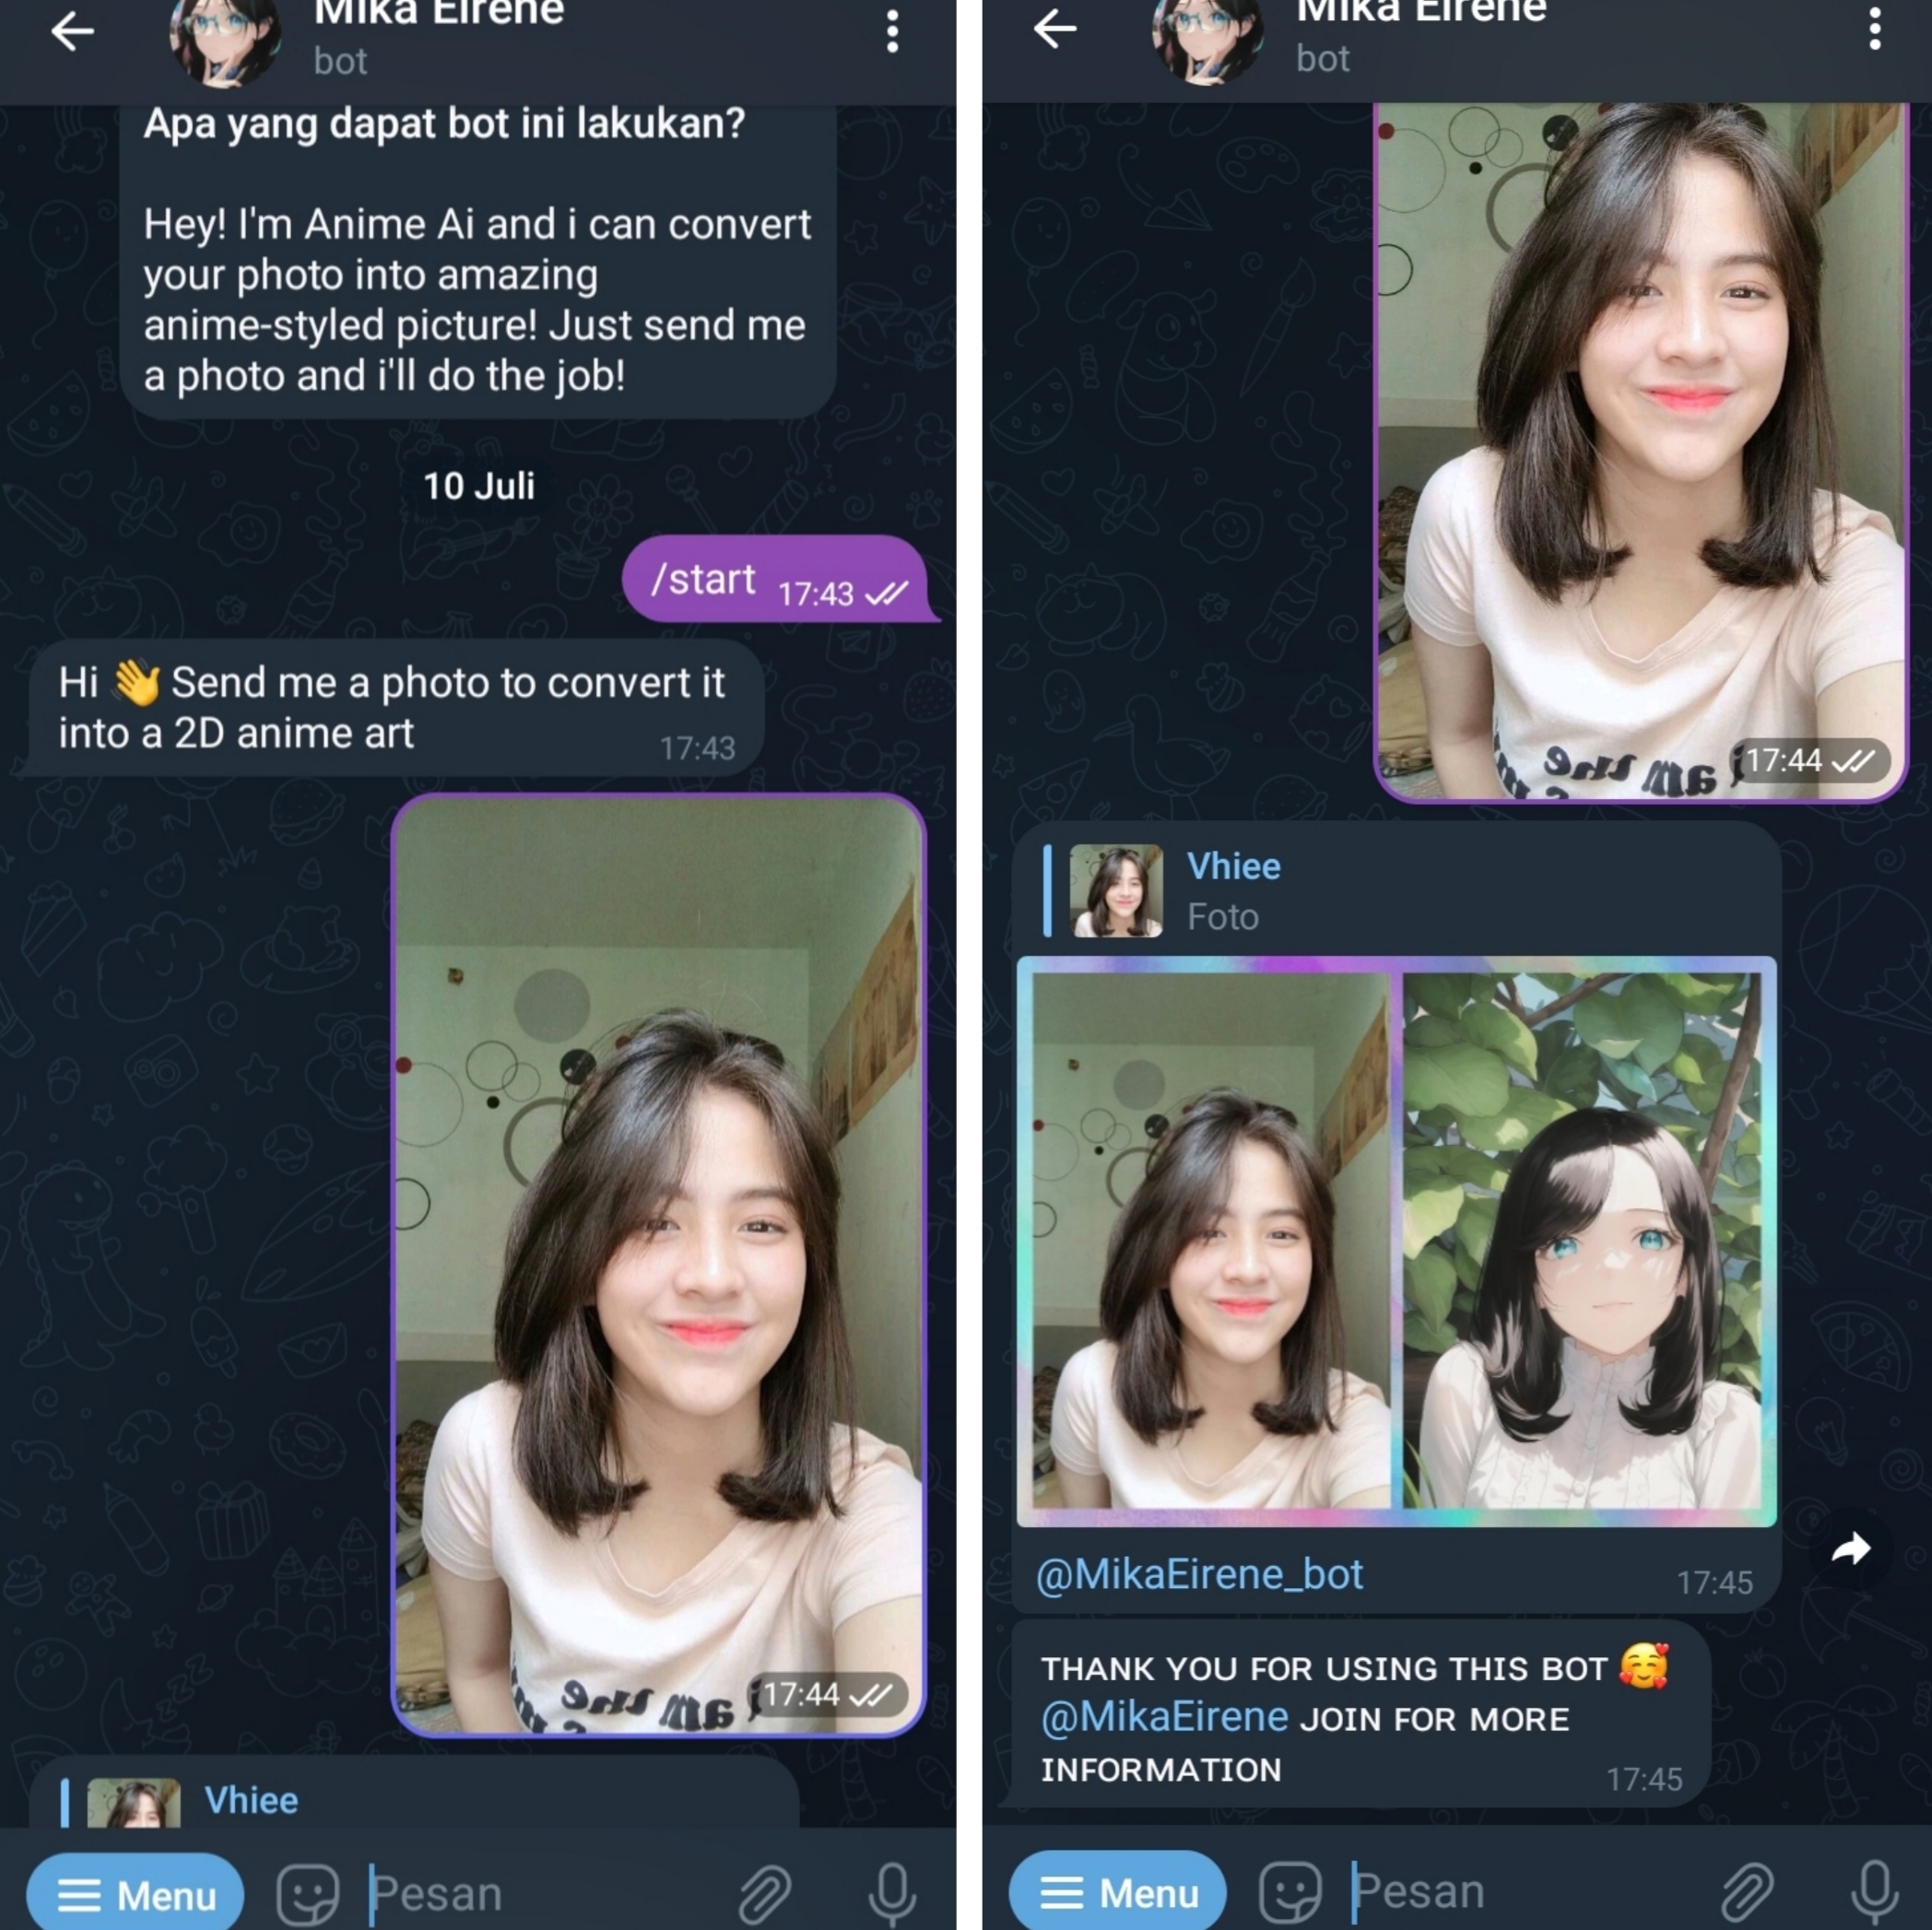 Mika Eirene
bot
Apa yang dapat bot ini lakukan?
Hey! I'm Anime Ai and i can convert
your photo into amazing
anime-styled picture! Just send me
a photo and i'll do the job!
10 Juli
/start 17:43
Hi 👋 Send me a photo to convert it
into a 2D anime art
17:43
i am the
17:44
Vhiee
Menu
Pesan
Mika Eirene
bot
i am the
17:44
Vhiee
Foto
@MikaEirene_bot
17:45
THANK YOU FOR USING THIS BOT 🥰
@MikaEirene JOIN FOR MORE
INFORMATION
17:45
Menu
Pesan